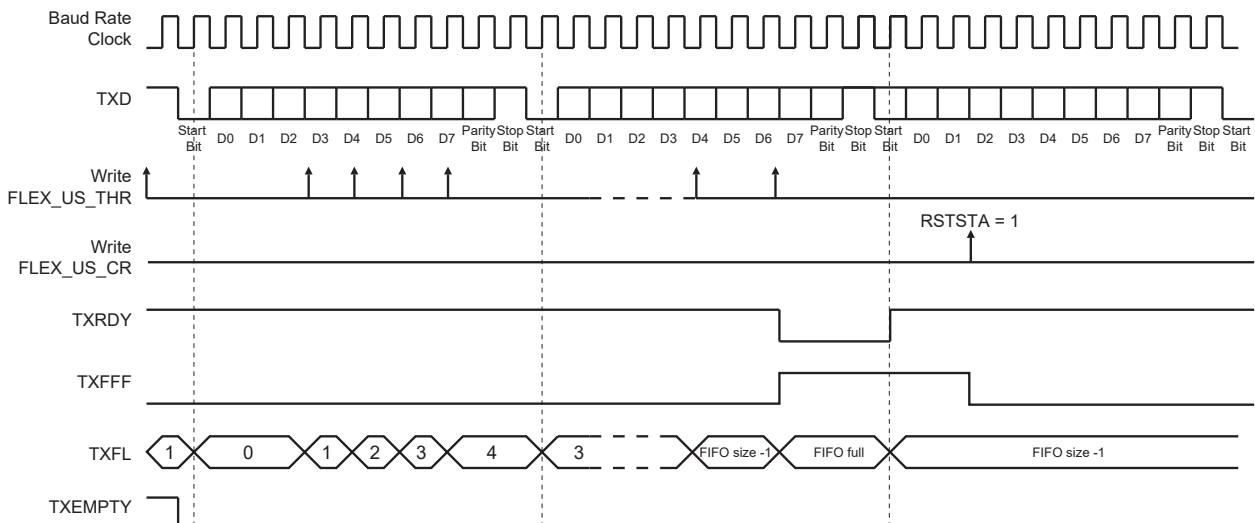 Baud Rate
Clock
TXD
Start
Bit
D0
D1
D2
D3
D4
D5
D6
D7
Parity
Bit
Stop
Bit
Start
Bit
D0
D1
D2
D3
D4
D5
D6
D7
Parity
Bit
Stop
Bit
Start
Bit
D0
D1
D2
D3
D4
D5
D6
D7
Parity
Bit
Stop
Bit
Start
Bit
Write
FLEX_US_THR
RSTSTA = 1
Write
FLEX_US_CR
TXRDY
TXFFF
TXFL
1
0
1
2
3
4
3
FIFO size -1
FIFO full
FIFO size -1
TXEMPTY